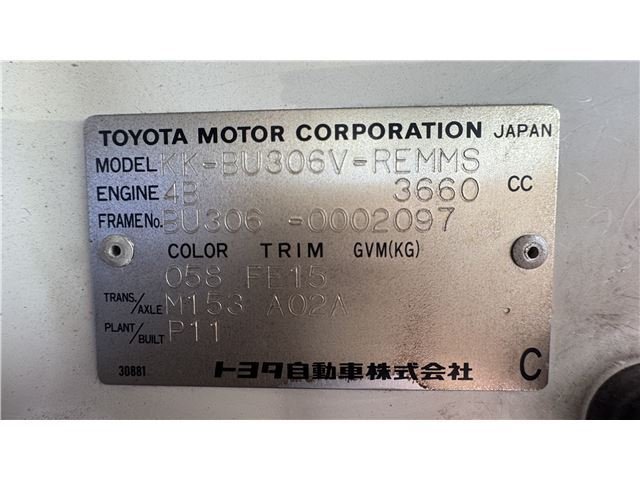 TOYOTA MOTOR CORPORATION JAPAN
MODEL KK-BU306V-REMMS
ENGINE 4B 3660 CC
FRAME No. BU306 -0002097
COLOR TRIM GVM(KG)
058 FE15
TRANS./AXLE M153 A02A
PLANT/BUILT P11
30881 トヨタ自動車株式会社 C